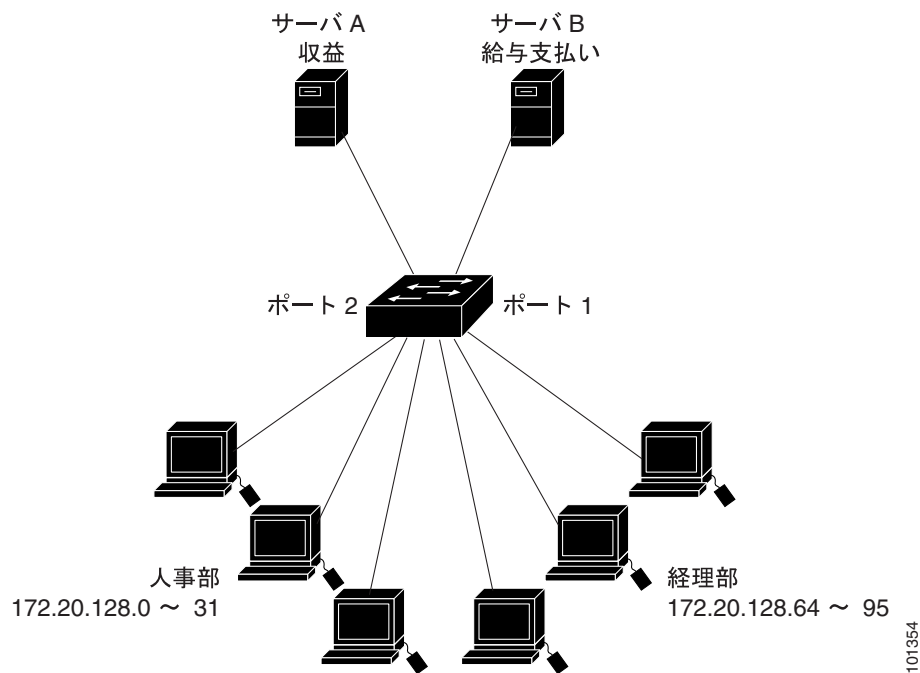 サーバ A
収益
サーバ B
給与支払い
ポート 2
ポート 1
人事部
172.20.128.0 ～ 31
経理部
172.20.128.64 ～ 95
101354